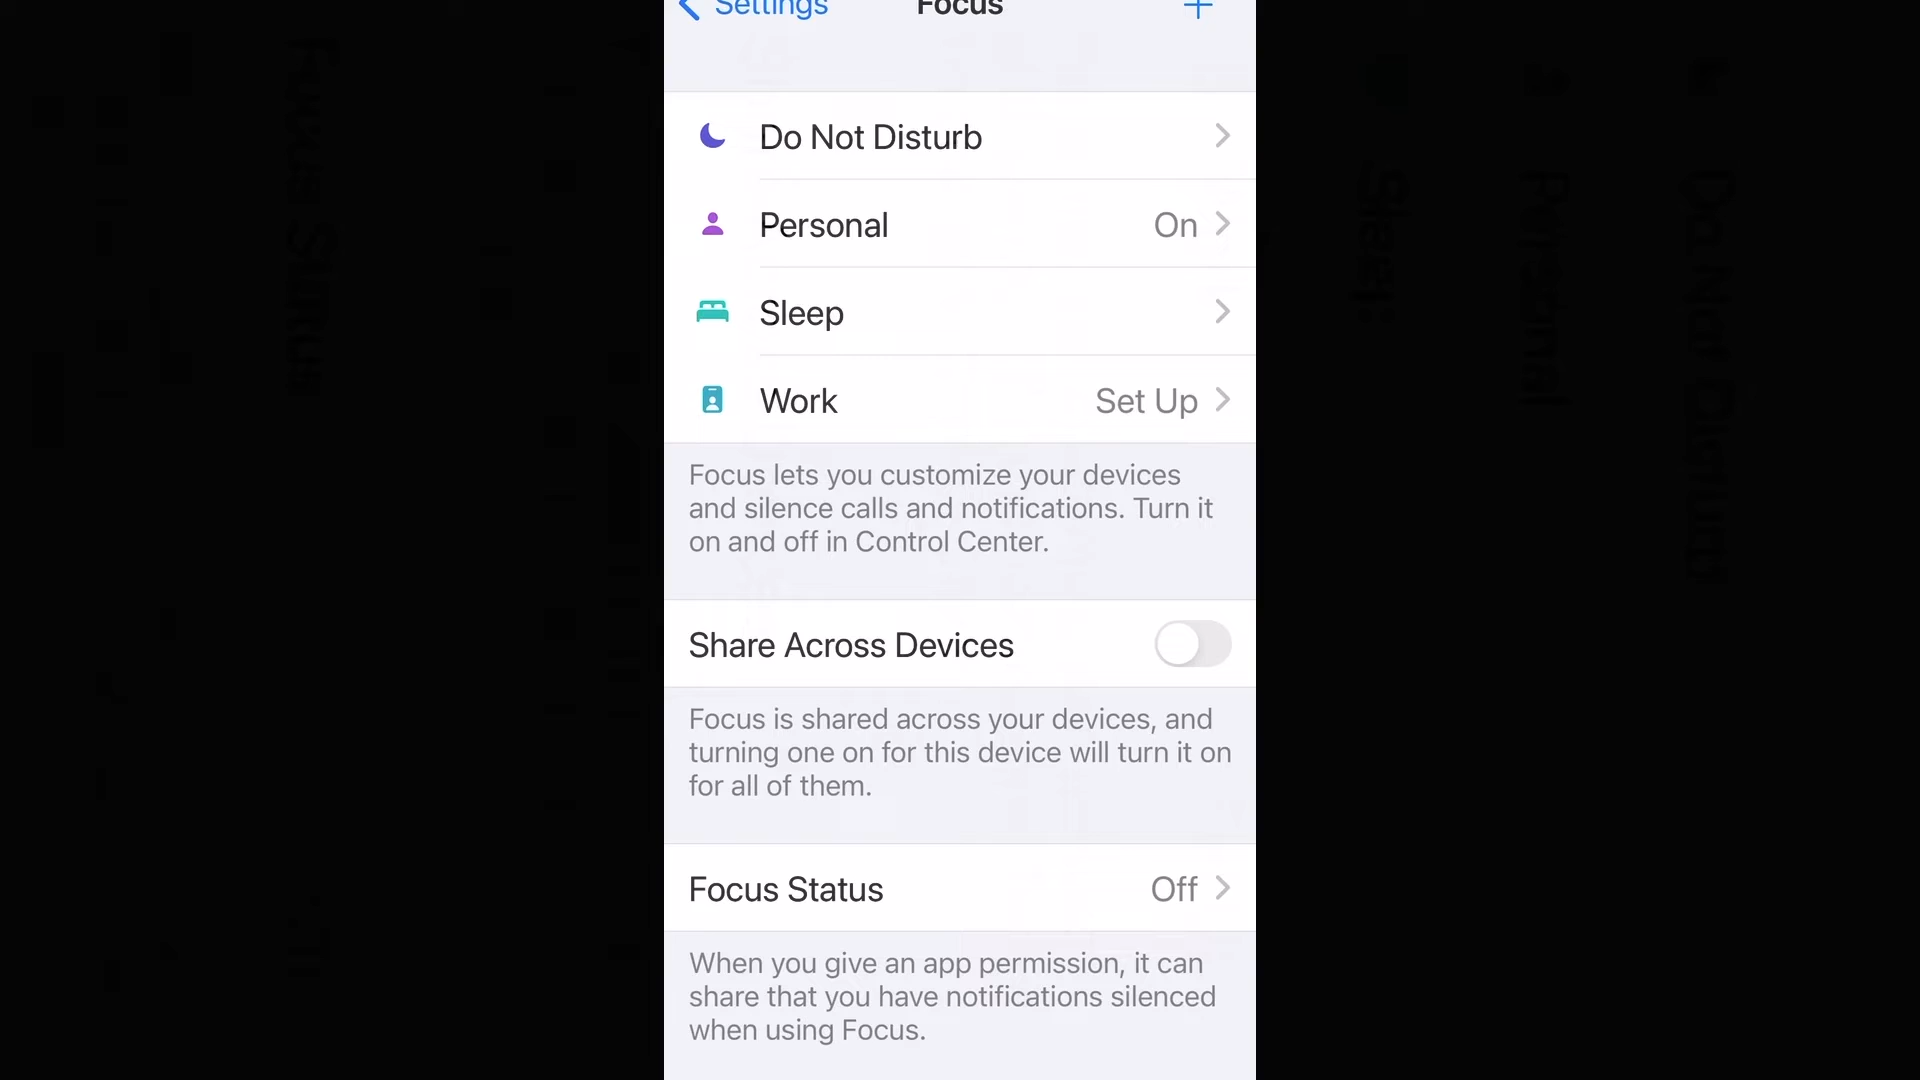 Settings
Focus
Do Not Disturb
Personal
On
Sleep
Work
Set Up
Focus lets you customize your devices
and silence calls and notifications. Turn it
on and off in Control Center.
Share Across Devices
Focus is shared across your devices, and
turning one on for this device will turn it on
for all of them.
Focus Status
Off
When you give an app permission, it can
share that you have notifications silenced
when using Focus.